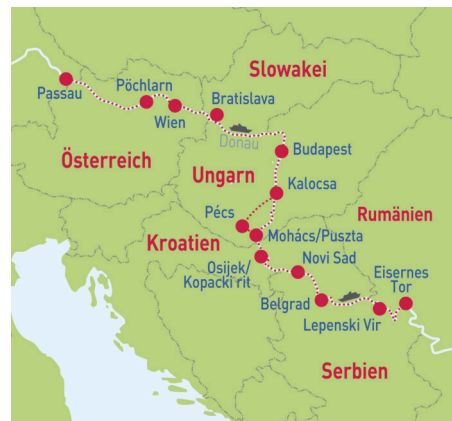 Slowakei
Passau
Pöchlarn
Wien
Bratislava
Donau
Österreich
Ungarn
Budapest
Kalocsa
Rumänien
Pécs
Kroatien
Mohács/Puszta
Osijek/
Kopacki rit
Novi Sad
Eisernes
Tor
Belgrad
Lepenski Vir
Serbien